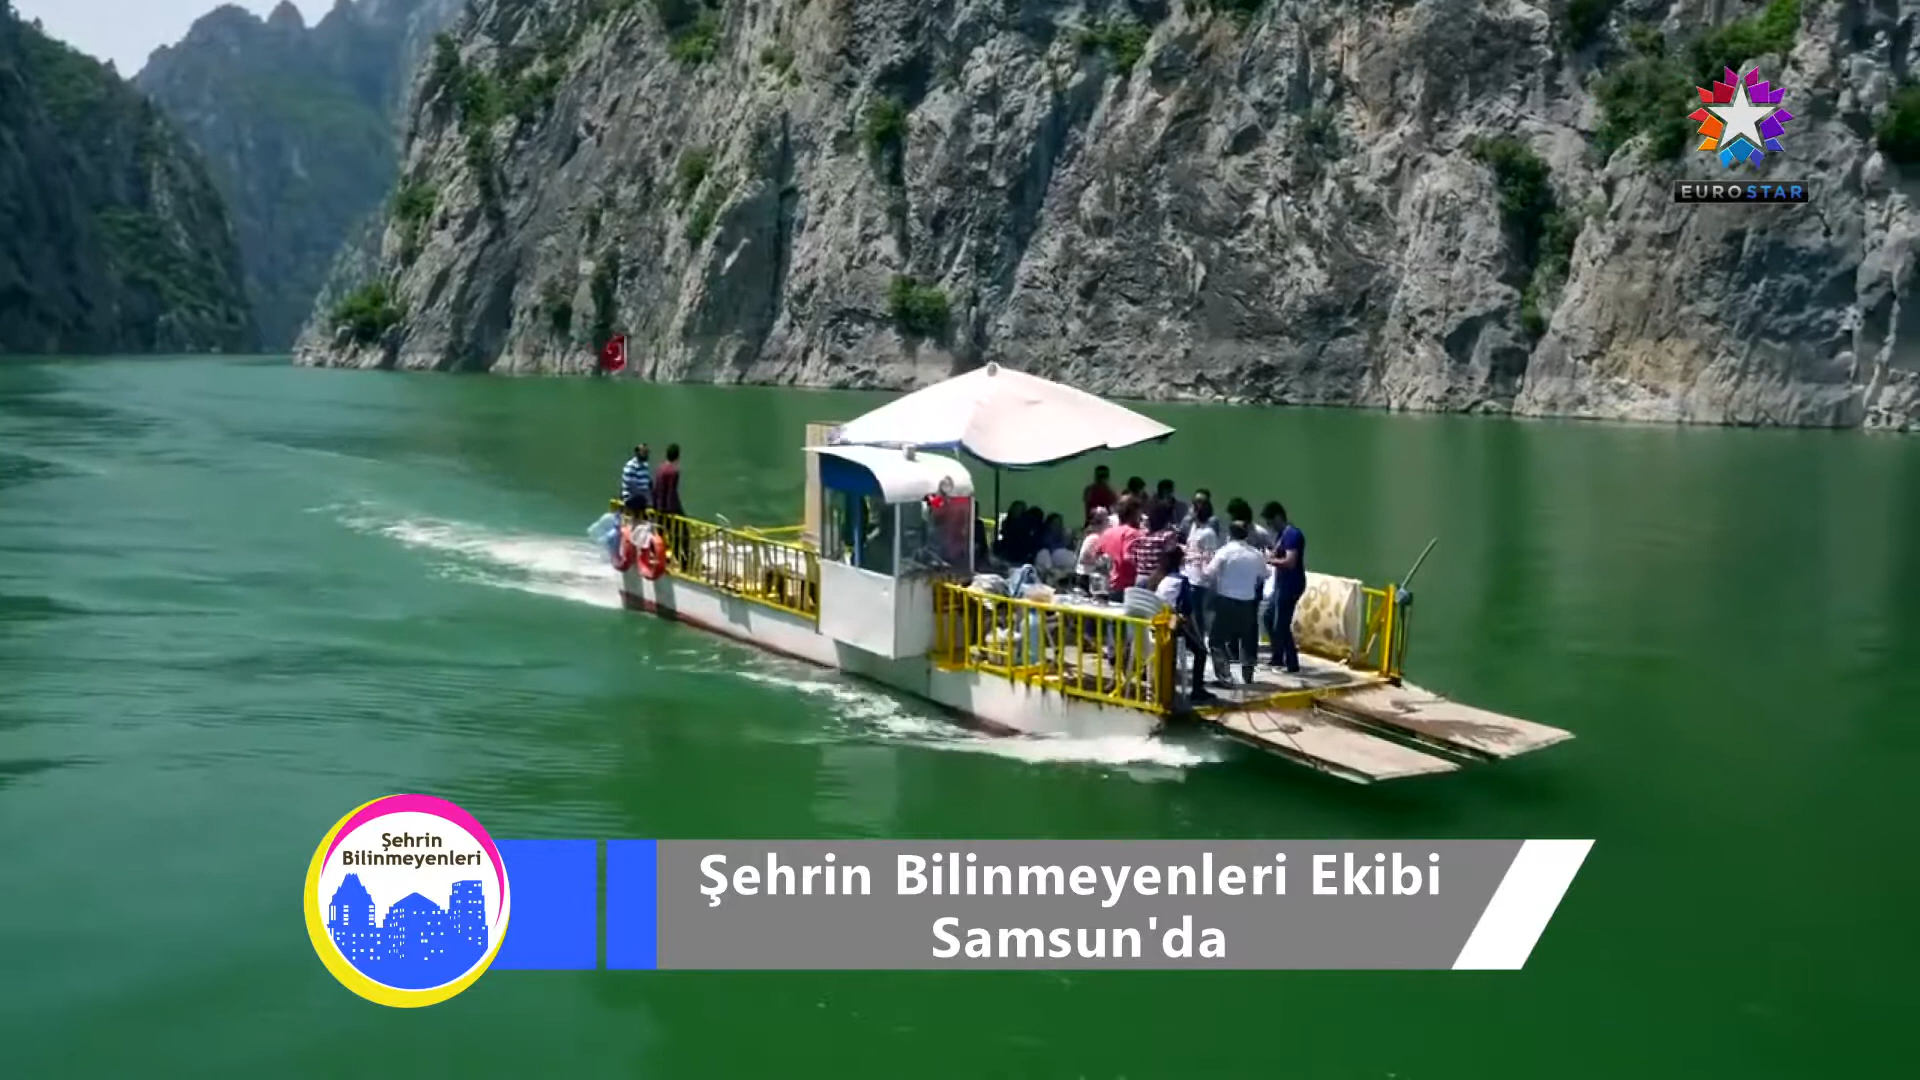 EUROSTAR
Şehrin
Bilinmeyenleri
Şehrin Bilinmeyenleri Ekibi
Samsun'da